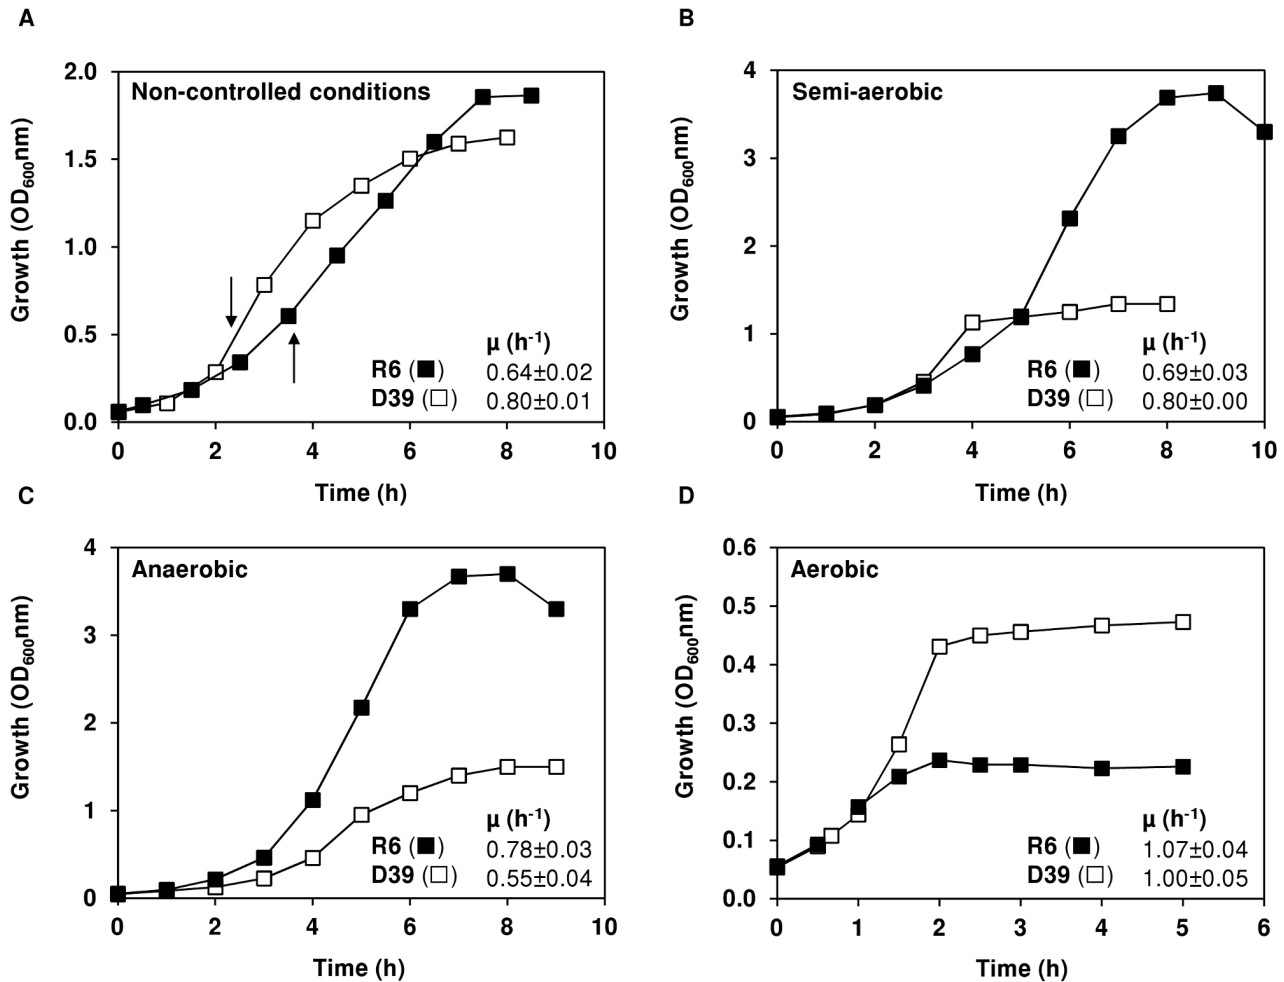 A
Non-controlled conditions
Growth (OD600nm)
2.0
1.5
1.0
0.5
0.0
μ (h-1)
R6 (■) 0.64±0.02
D39 (□) 0.80±0.01
0 2 4 6 8 10
Time (h)
B
Semi-aerobic
Growth (OD600nm)
4
3
2
1
0
μ (h-1)
R6 (■) 0.69±0.03
D39 (□) 0.80±0.00
0 2 4 6 8 10
Time (h)
C
Anaerobic
Growth (OD600nm)
4
3
2
1
0
μ (h-1)
R6 (■) 0.78±0.03
D39 (□) 0.55±0.04
0 2 4 6 8 10
Time (h)
D
Aerobic
Growth (OD600nm)
0.6
0.5
0.4
0.3
0.2
0.1
0.0
μ (h-1)
R6 (■) 1.07±0.04
D39 (□) 1.00±0.05
0 1 2 3 4 5 6
Time (h)